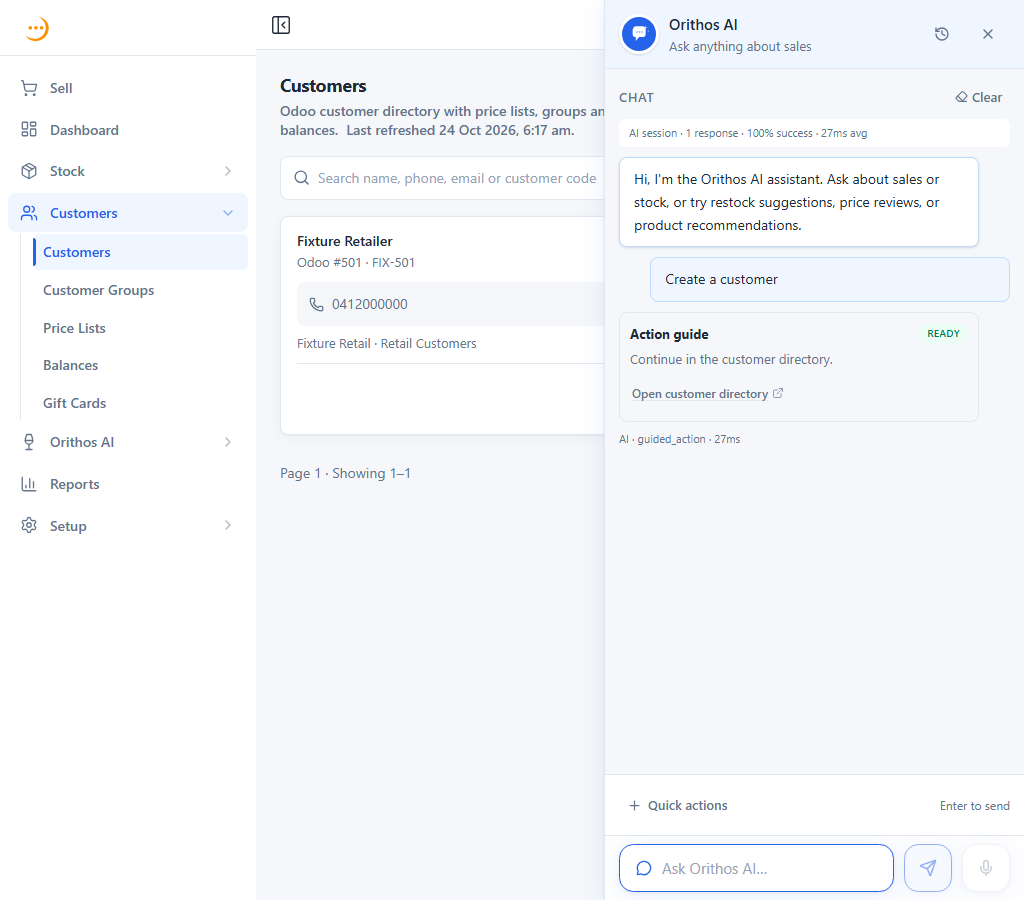 Sell
Dashboard
Stock
Customers
Customers
Customer Groups
Price Lists
Balances
Gift Cards
Orithos AI
Reports
Setup
Customers
Odoo customer directory with price lists, groups an
balances. Last refreshed 24 Oct 2026, 6:17 am.
Search name, phone, email or customer code
Fixture Retailer
Odoo #501 · FIX-501
0412000000
Fixture Retail · Retail Customers
Page 1 · Showing 1–1
Orithos AI
Ask anything about sales
CHAT
Clear
AI session · 1 response · 100% success · 27ms avg
Hi, I'm the Orithos AI assistant. Ask about sales or
stock, or try restock suggestions, price reviews, or
product recommendations.
Create a customer
Action guide
READY
Continue in the customer directory.
Open customer directory
AI · guided_action · 27ms
Quick actions
Enter to send
Ask Orithos AI...